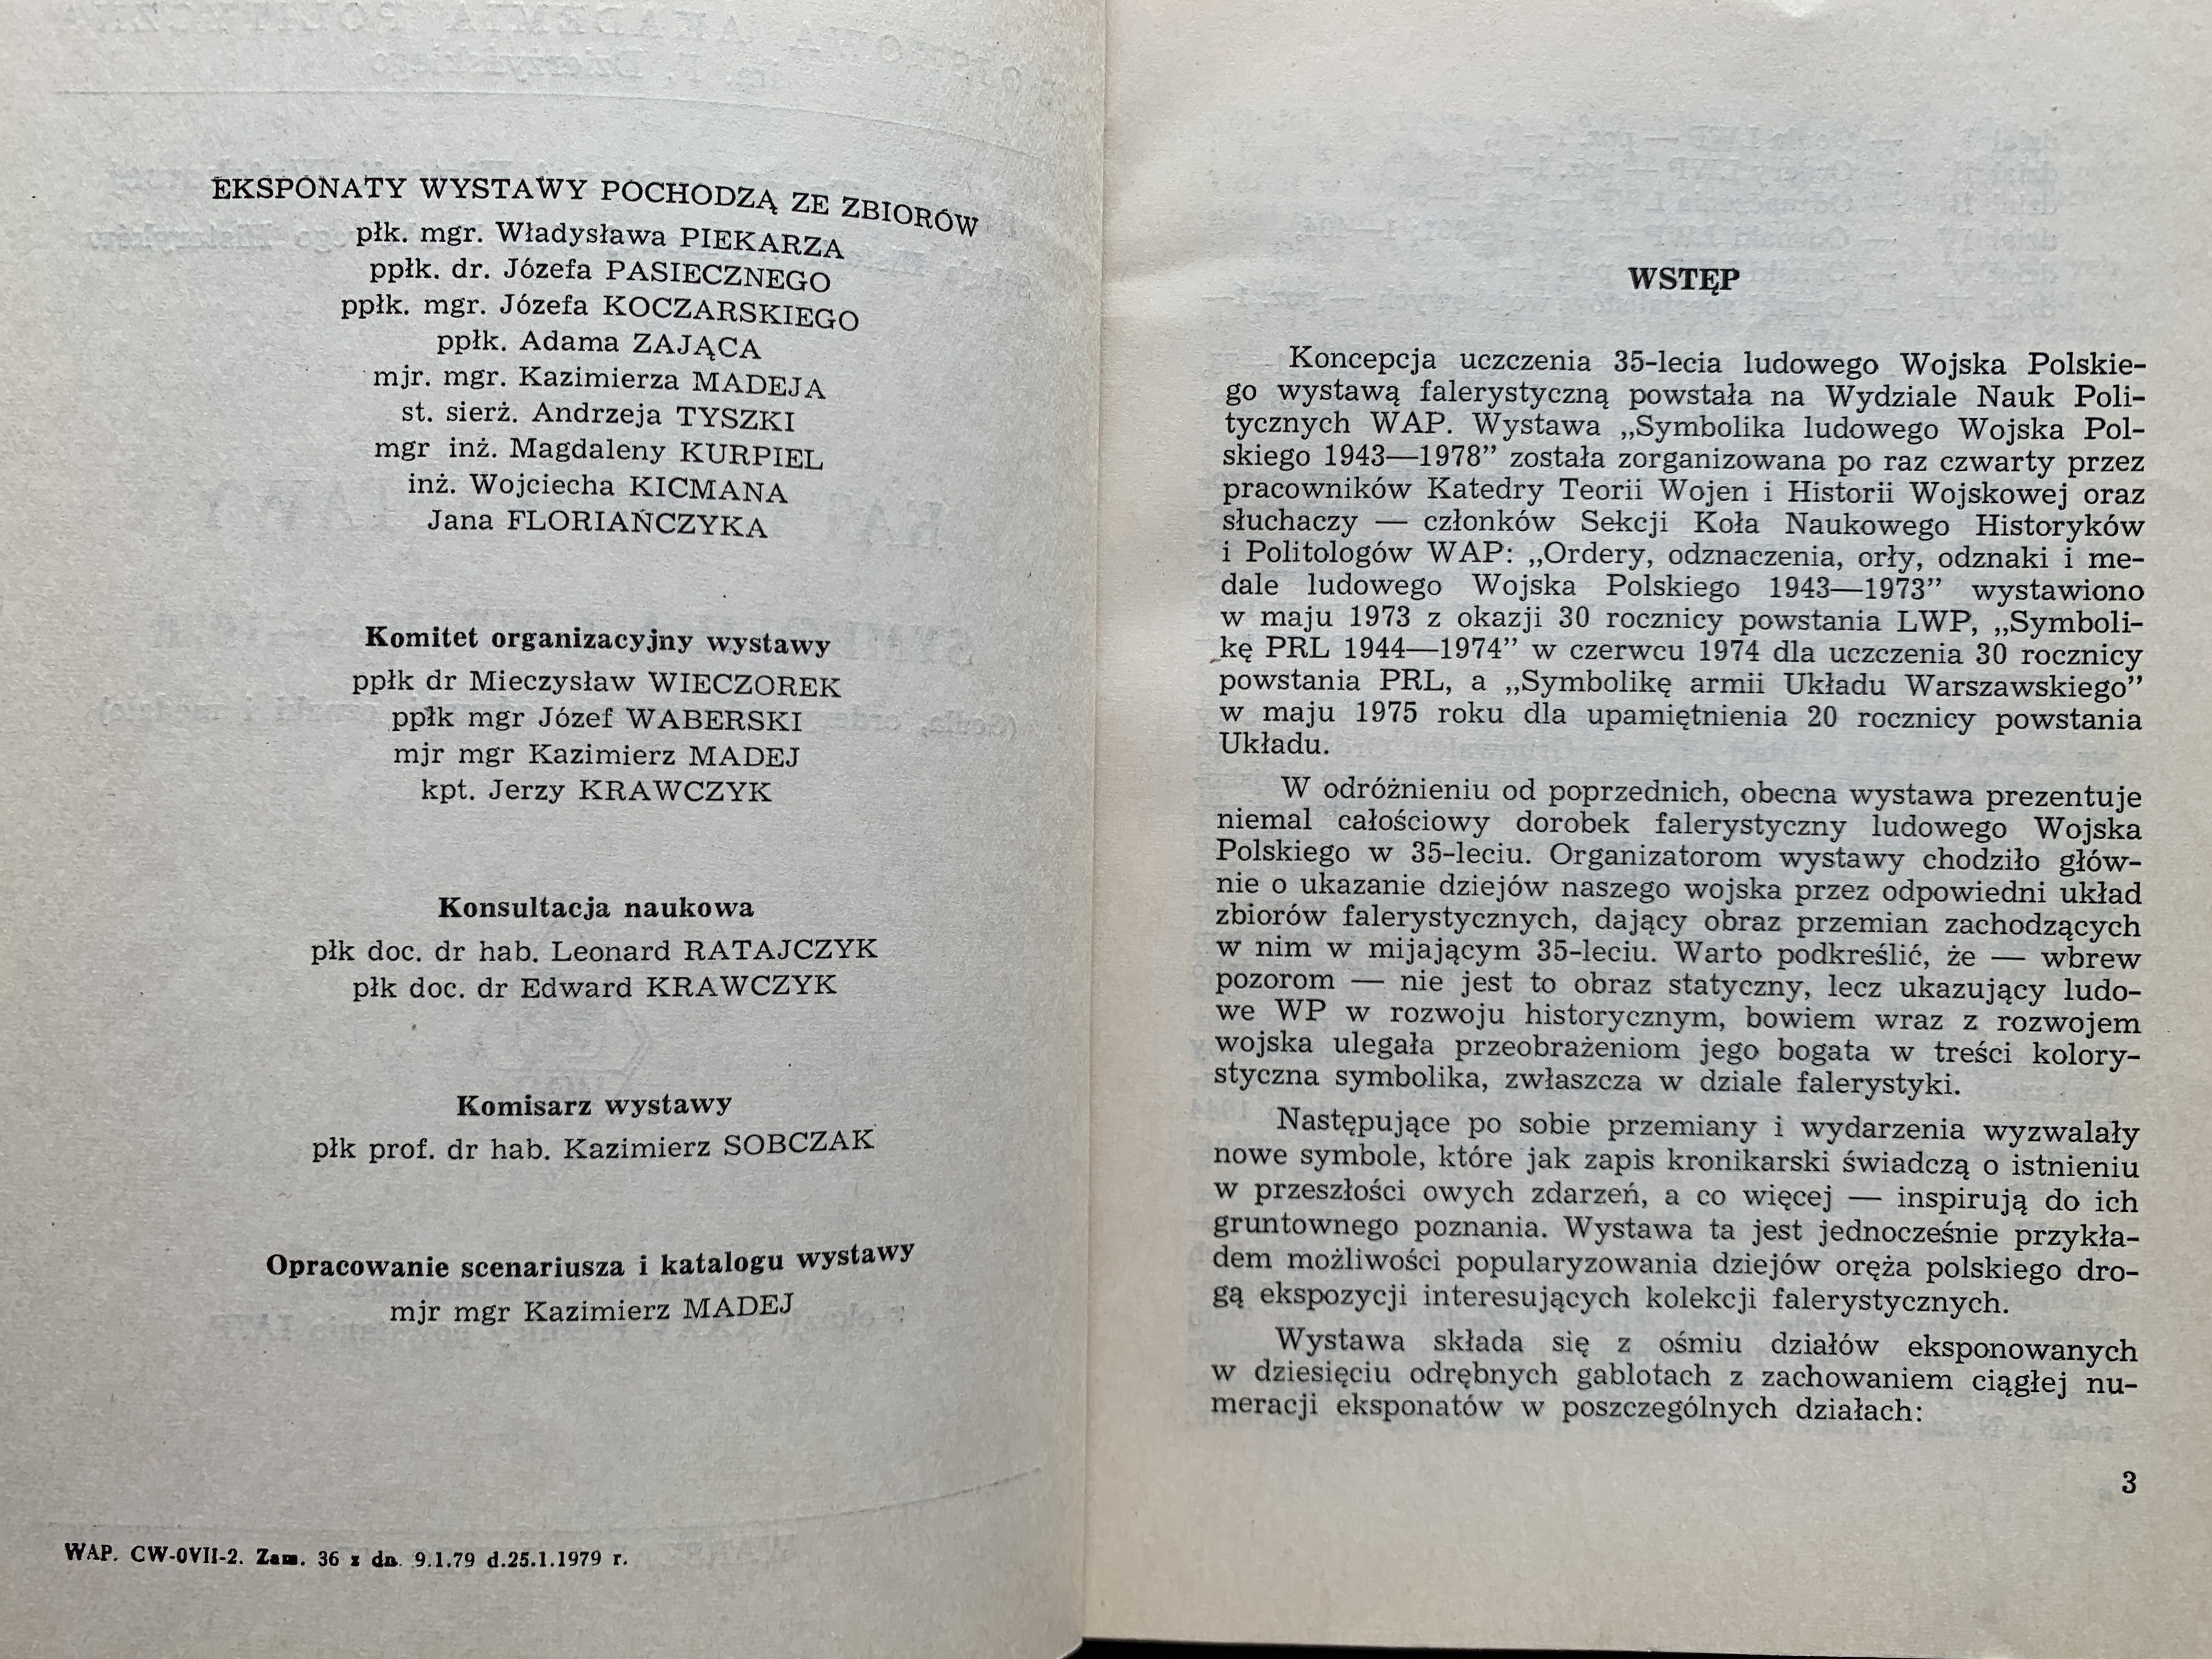 EKSPONATY WYSTAWY POCHODZĄ ZE ZBIORÓW
płk. mgr. Władysława PIEKARZA
ppłk. dr. Józefa PASIECZNEGO
ppłk. mgr. Józefa KOCZARSKIEGO
ppłk. Adama ZAJĄCA
mjr. mgr. Kazimierza MADEJA
st. sierż. Andrzeja TYSZKI
mgr inż. Magdaleny KURPIEL
inż. Wojciecha KICMANA
Jana FLORIAŃCZYKA
Komitet organizacyjny wystawy
ppłk dr Mieczysław WIECZOREK
ppłk mgr Józef WABERSKI
mjr mgr Kazimierz MADEJ
kpt. Jerzy KRAWCZYK
Konsultacja naukowa
płk doc. dr hab. Leonard RATAJCZYK
płk doc. dr Edward KRAWCZYK
Komisarz wystawy
płk prof. dr hab. Kazimierz SOBCZAK
Opracowanie scenariusza i katalogu wystawy
mjr mgr Kazimierz MADEJ
WAP. CW-0VII-2. Zam. 36 z dn. 9.1.79 d.25.1.1979 r.
WSTĘP
Koncepcja uczczenia 35-lecia ludowego Wojska Polskie-
go wystawą falerystyczną powstała na Wydziale Nauk Poli-
tycznych WAP. Wystawa „Symbolika ludowego Wojska Pol-
skiego 1943—1978” została zorganizowana po raz czwarty przez
pracowników Katedry Teorii Wojen i Historii Wojskowej oraz
słuchaczy — członków Sekcji Koła Naukowego Historyków
i Politologów WAP: „Ordery, odznaczenia, orły, odznaki i me-
dale ludowego Wojska Polskiego 1943—1973” wystawiono
w maju 1973 z okazji 30 rocznicy powstania LWP, „Symboli-
kę PRL 1944—1974” w czerwcu 1974 dla uczczenia 30 rocznicy
powstania PRL, a „Symbolikę armii Układu Warszawskiego”
w maju 1975 roku dla upamiętnienia 20 rocznicy powstania
Układu.
W odróżnieniu od poprzednich, obecna wystawa prezentuje
niemal całościowy dorobek falerystyczny ludowego Wojska
Polskiego w 35-leciu. Organizatorom wystawy chodziło głów-
nie o ukazanie dziejów naszego wojska przez odpowiedni układ
zbiorów falerystycznych, dający obraz przemian zachodzących
w nim w mijającym 35-leciu. Warto podkreślić, że — wbrew
pozorom — nie jest to obraz statyczny, lecz ukazujący ludo-
we WP w rozwoju historycznym, bowiem wraz z rozwojem
wojska ulegała przeobrażeniom jego bogata w treści kolory-
styczna symbolika, zwłaszcza w dziale falerystyki.
Następujące po sobie przemiany i wydarzenia wyzwalały
nowe symbole, które jak zapis kronikarski świadczą o istnieniu
w przeszłości owych zdarzeń, a co więcej — inspirują do ich
gruntownego poznania. Wystawa ta jest jednocześnie przykła-
dem możliwości popularyzowania dziejów oręża polskiego dro-
gą ekspozycji interesujących kolekcji falerystycznych.
Wystawa składa się z ośmiu działów eksponowanych
w dziesięciu odrębnych gablotach z zachowaniem ciągłej nu-
meracji eksponatów w poszczególnych działach:
3